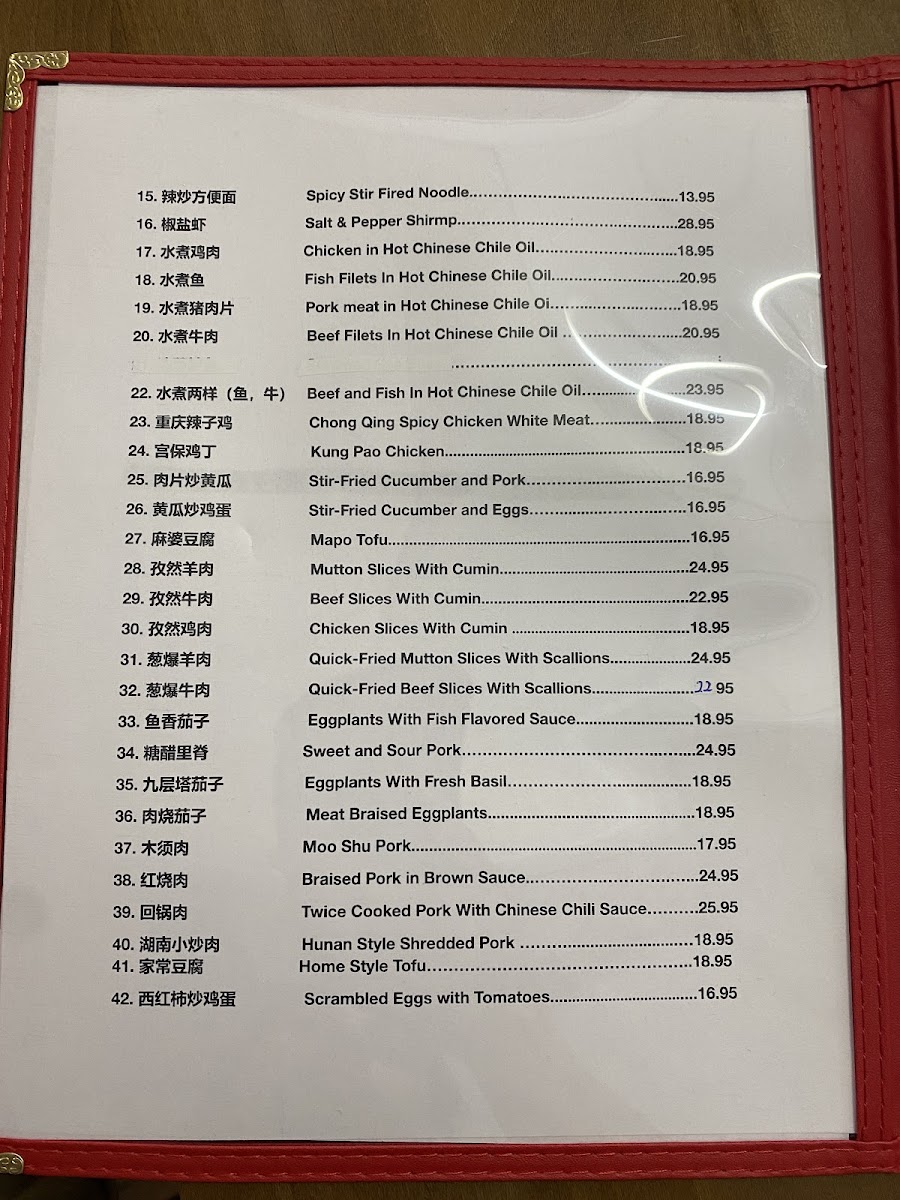 15. 辣炒方便面 Spicy Stir Fired Noodle.....................................13.95
16. 椒盐虾 Salt & Pepper Shirmp.....................................28.95
17. 水煮鸡肉 Chicken in Hot Chinese Chile Oil.........................18.95
18. 水煮鱼 Fish Filets In Hot Chinese Chile Oil.....................20.95
19. 水煮猪肉片 Pork meat in Hot Chinese Chile Oi......................18.95
20. 水煮牛肉 Beef Filets In Hot Chinese Chile Oil ...................20.95
22. 水煮两样（鱼，牛） Beef and Fish In Hot Chinese Chile Oil.................23.95
23. 重庆辣子鸡 Chong Qing Spicy Chicken White Meat.................18.95
24. 宫保鸡丁 Kung Pao Chicken.........................................18.95
25. 肉片炒黄瓜 Stir-Fried Cucumber and Pork...........................16.95
26. 黄瓜炒鸡蛋 Stir-Fried Cucumber and Eggs..........................16.95
27. 麻婆豆腐 Mapo Tofu..................................................16.95
28. 孜然羊肉 Mutton Slices With Cumin................................24.95
29. 孜然牛肉 Beef Slices With Cumin...................................22.95
30. 孜然鸡肉 Chicken Slices With Cumin ..............................18.95
31. 葱爆羊肉 Quick-Fried Mutton Slices With Scallions.............24.95
32. 葱爆牛肉 Quick-Fried Beef Slices With Scallions.................22 95
33. 鱼香茄子 Eggplants With Fish Flavored Sauce...................18.95
34. 糖醋里脊 Sweet and Sour Pork.....................................24.95
35. 九层塔茄子 Eggplants With Fresh Basil..............................18.95
36. 肉烧茄子 Meat Braised Eggplants..................................18.95
37. 木须肉 Moo Shu Pork..............................................17.95
38. 红烧肉 Braised Pork in Brown Sauce............................24.95
39. 回锅肉 Twice Cooked Pork With Chinese Chili Sauce..........25.95
40. 湖南小炒肉 Hunan Style Shredded Pork ............................18.95
41. 家常豆腐 Home Style Tofu............................................18.95
42. 西红柿炒鸡蛋 Scrambled Eggs with Tomatoes........................16.95